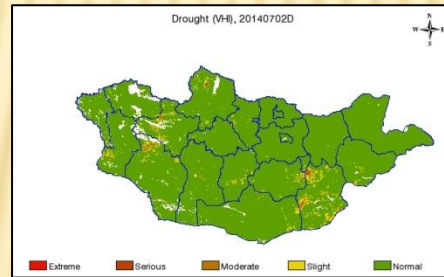 Drought (VHI), 20140702D
N
W E
S
Extreme Serious Moderate Slight Normal